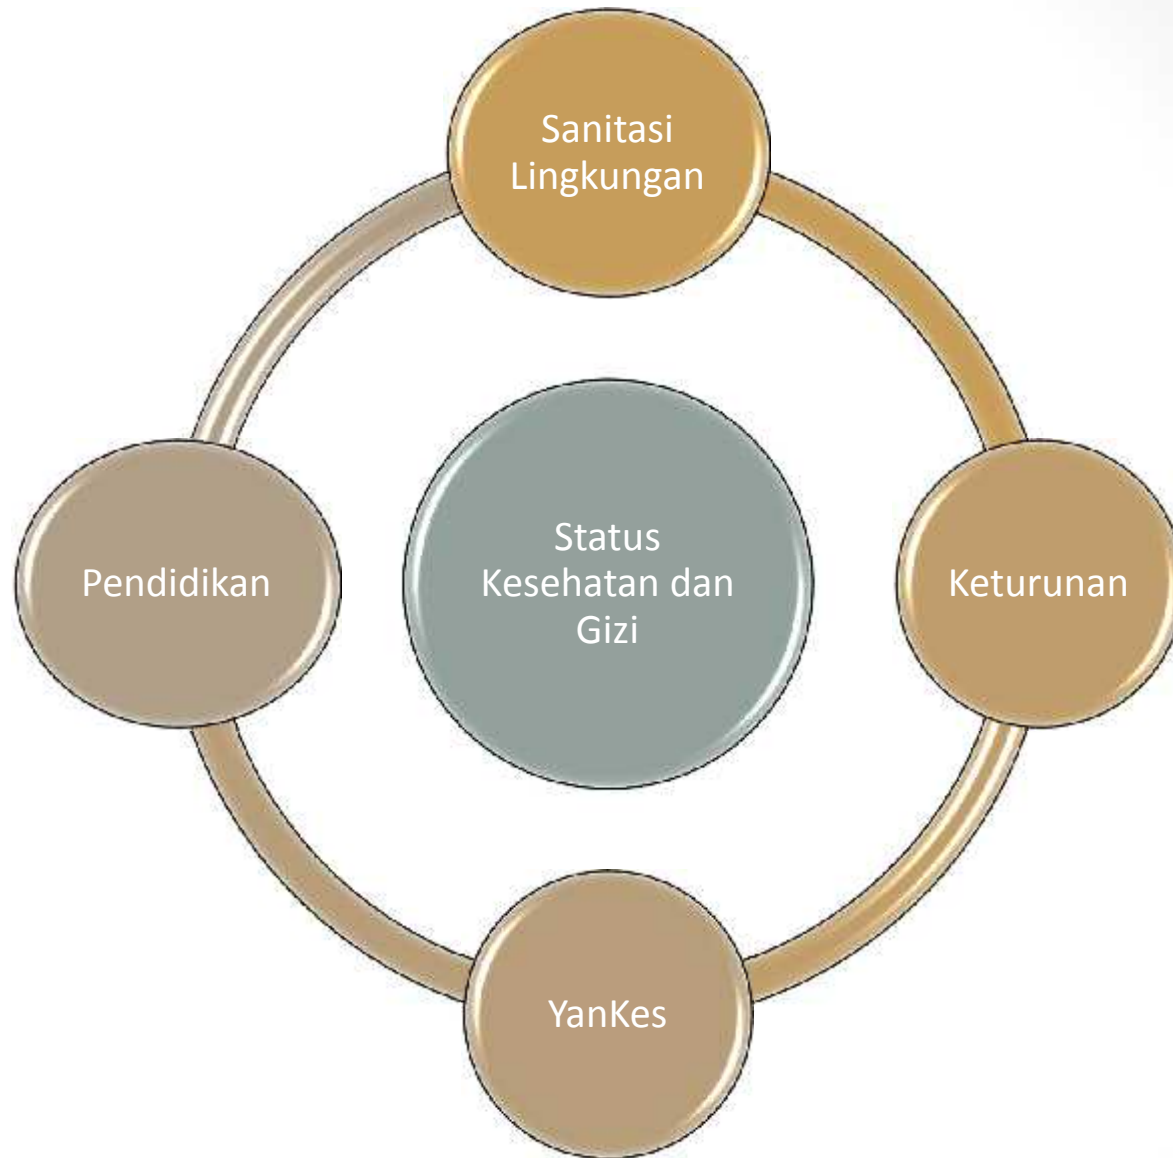 Sanitasi
Lingkungan
Pendidikan
Status
Kesehatan dan
Gizi
Keturunan
YanKes